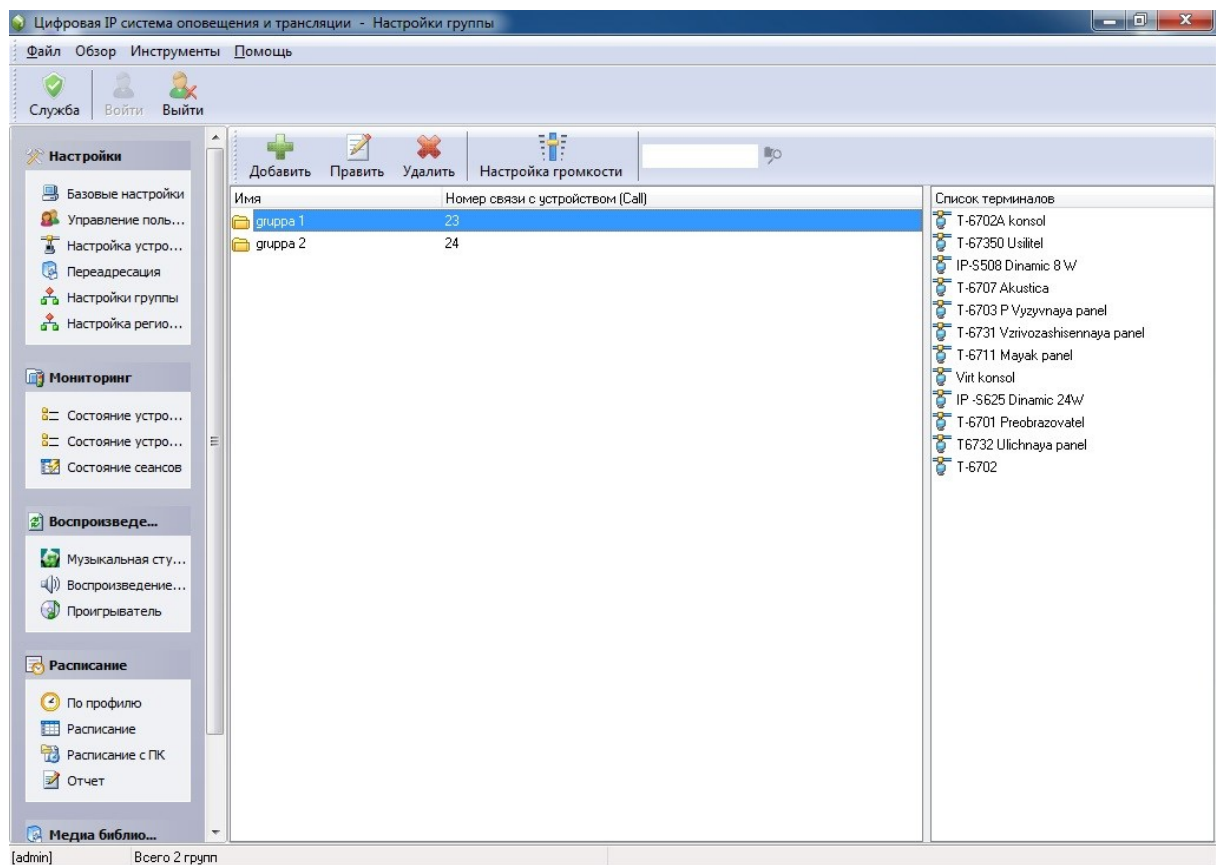 Цифровая IP система оповещения и трансляции - Настройки группы
Файл Обзор Инструменты Помощь
Служба Войти Выйти
Настройки
Базовые настройки
Управление поль...
Настройка устро...
Переадресация
Настройки группы
Настройка регио...
Мониторинг
Состояние устро...
Состояние устро...
Состояние сеансов
Воспроизведе...
Музыкальная сту...
Воспроизведение...
Проигрыватель
Расписание
По профилю
Расписание
Расписание с ПК
Отчет
Медиа библио...
Добавить Править Удалить Настройка громкости
Имя Номер связи с устройством (Call)
gruppa 1 23
gruppa 2 24
Список терминалов
T-6702A konsol
T-67350 Usilitel
IP-S508 Dinamic 8 W
T-6707 Akustica
T-6703 P Vyzyvnaya panel
T-6731 Vzrivozashisennaya panel
T-6711 Mayak panel
Virt konsol
IP -S625 Dinamic 24W
T-6701 Preobrazovatel
T6732 Ulichnaya panel
T-6702
[admin] Всего 2 групп